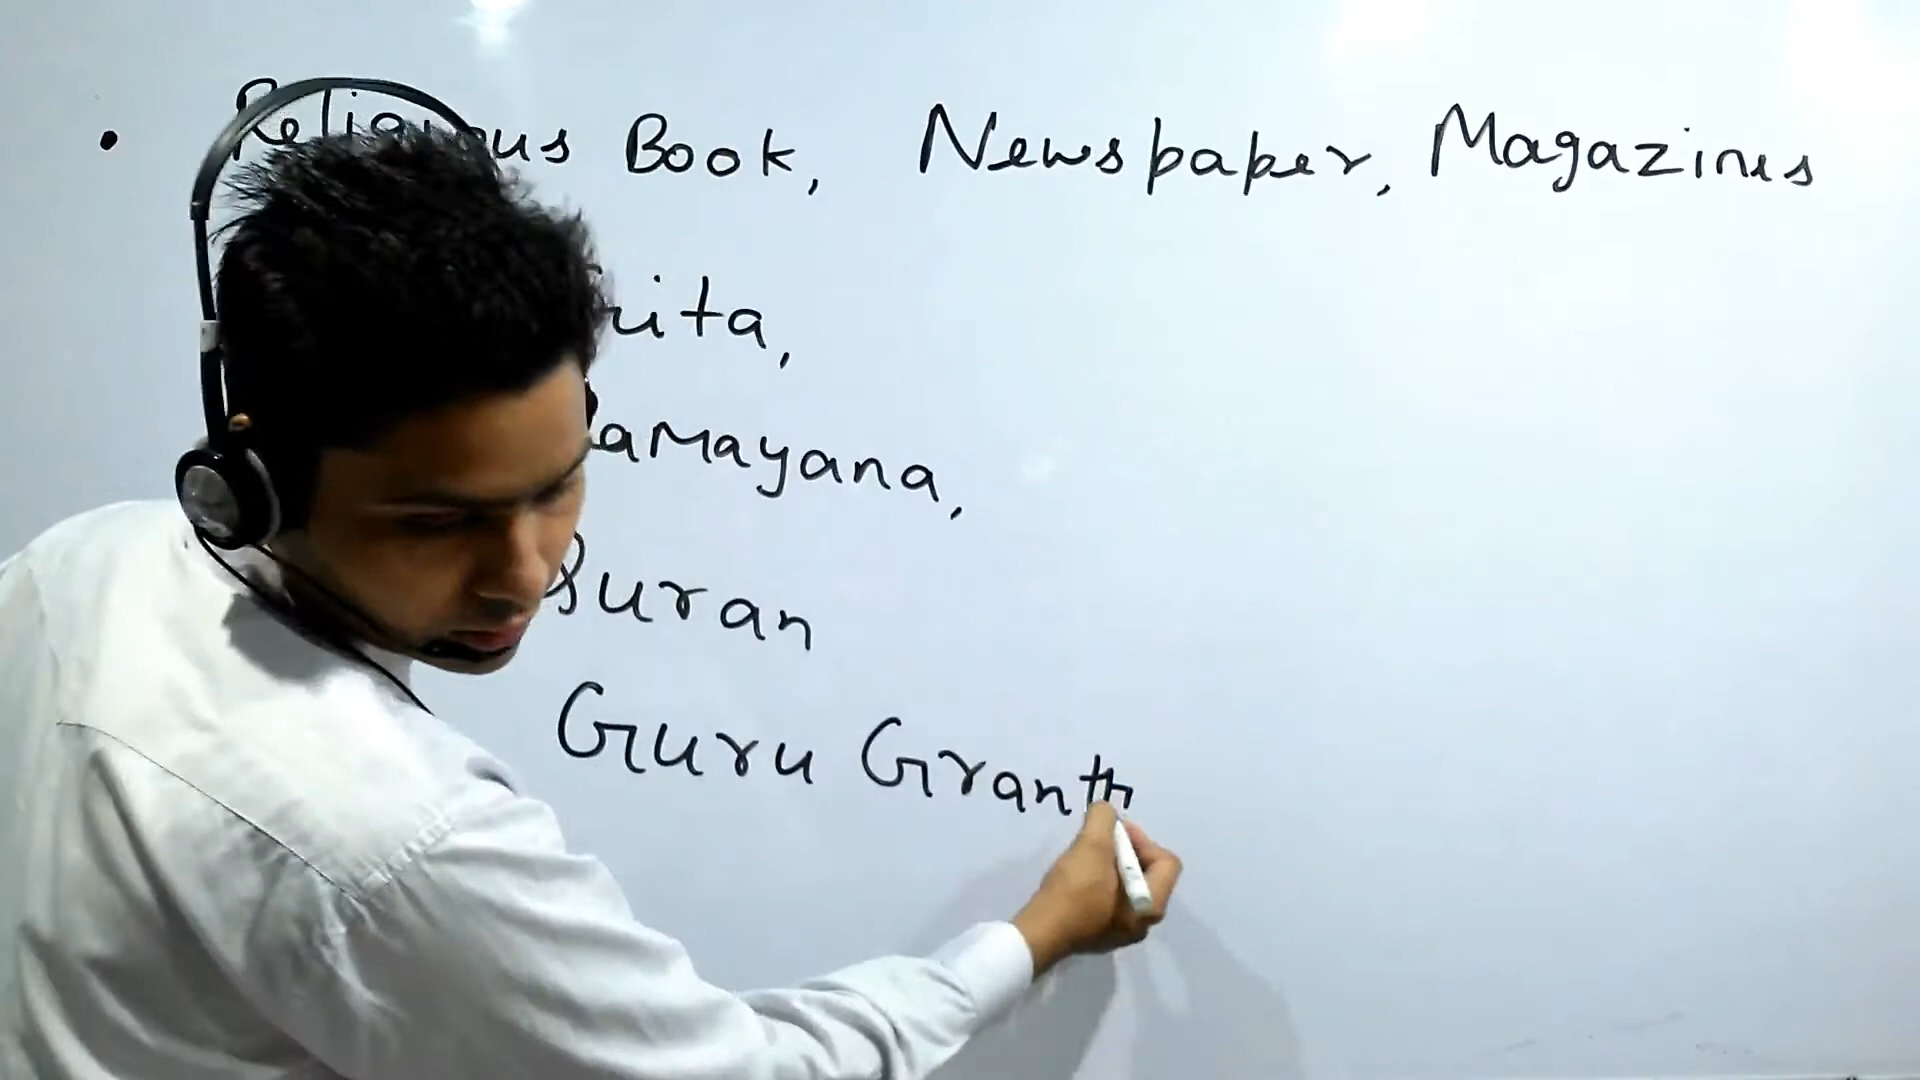 • Religious Book, Newspaper, Magazines
Gita,
Ramayana,
Quran
Guru Granth